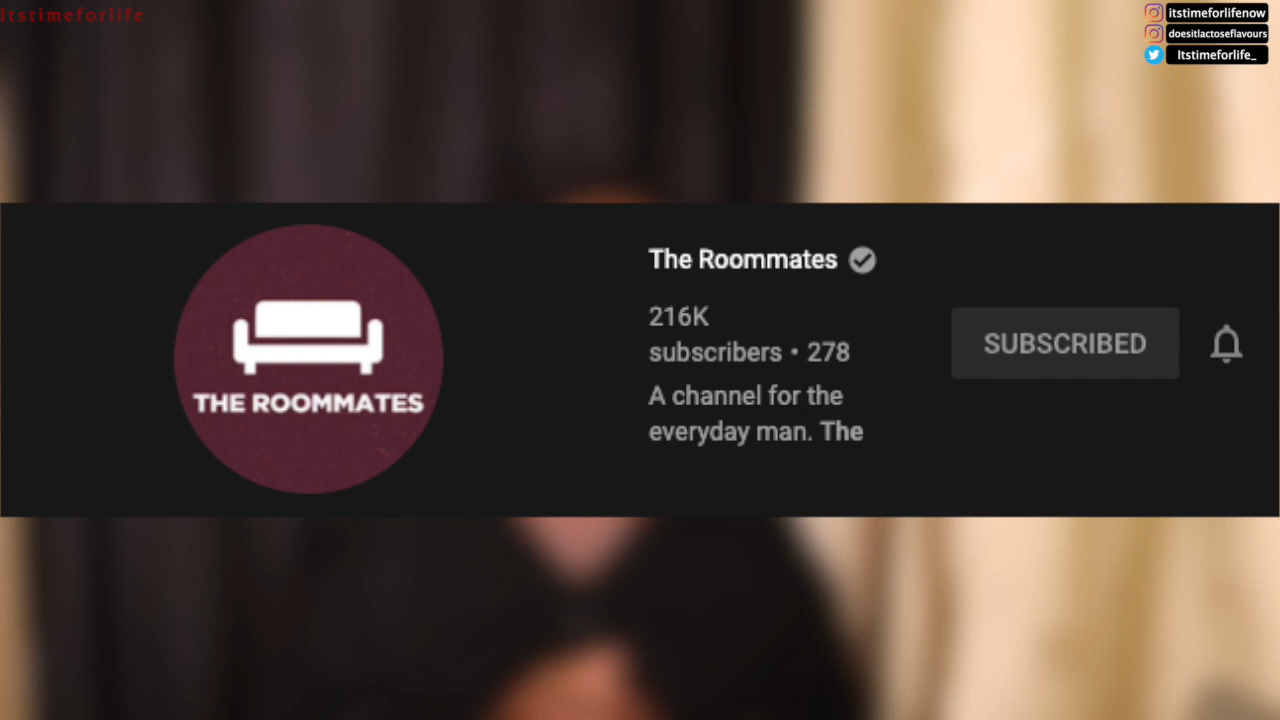 Itstimeforlife
itstimeforlifenow
doesitlactoseflavours
Itstimeforlife_
THE ROOMMATES
The Roommates
216K
subscribers • 278
A channel for the
everyday man. The
SUBSCRIBED